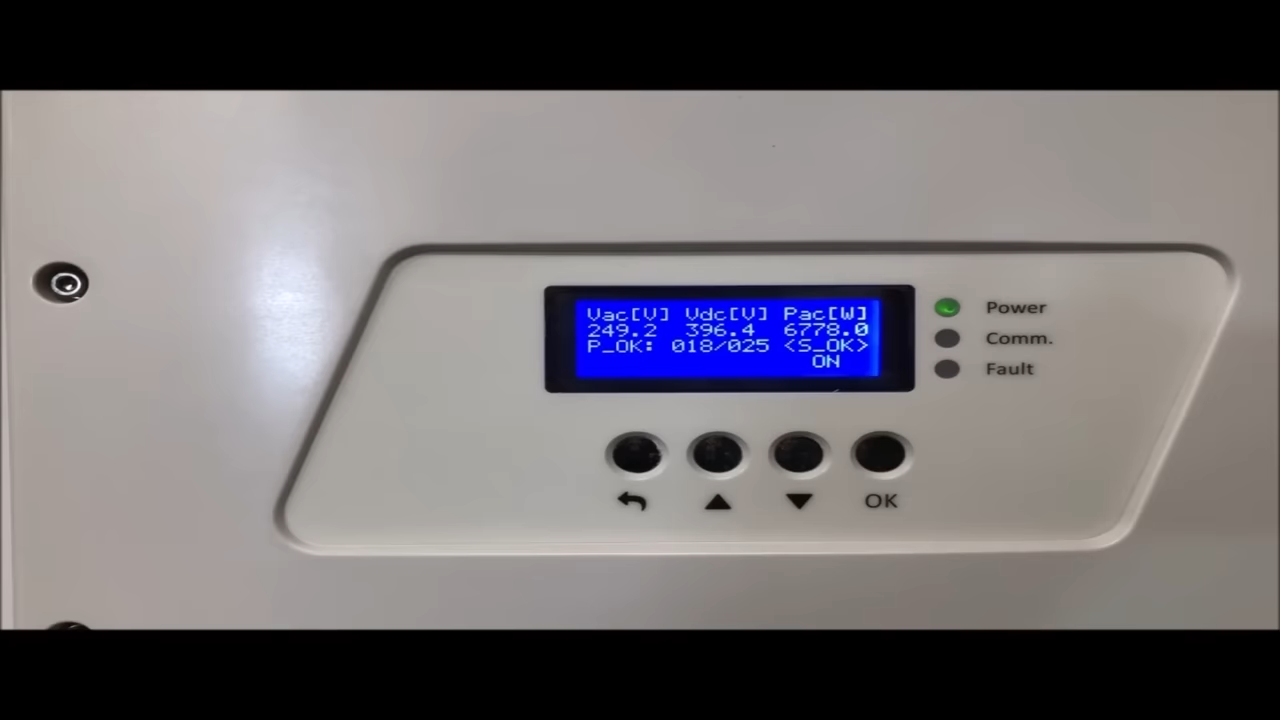 Vac[V] Vdc[V] Pac[W]
249.2 396.4 6778.0
P_OK: 018/025 <S_OK>
ON
Power
Comm.
Fault
OK